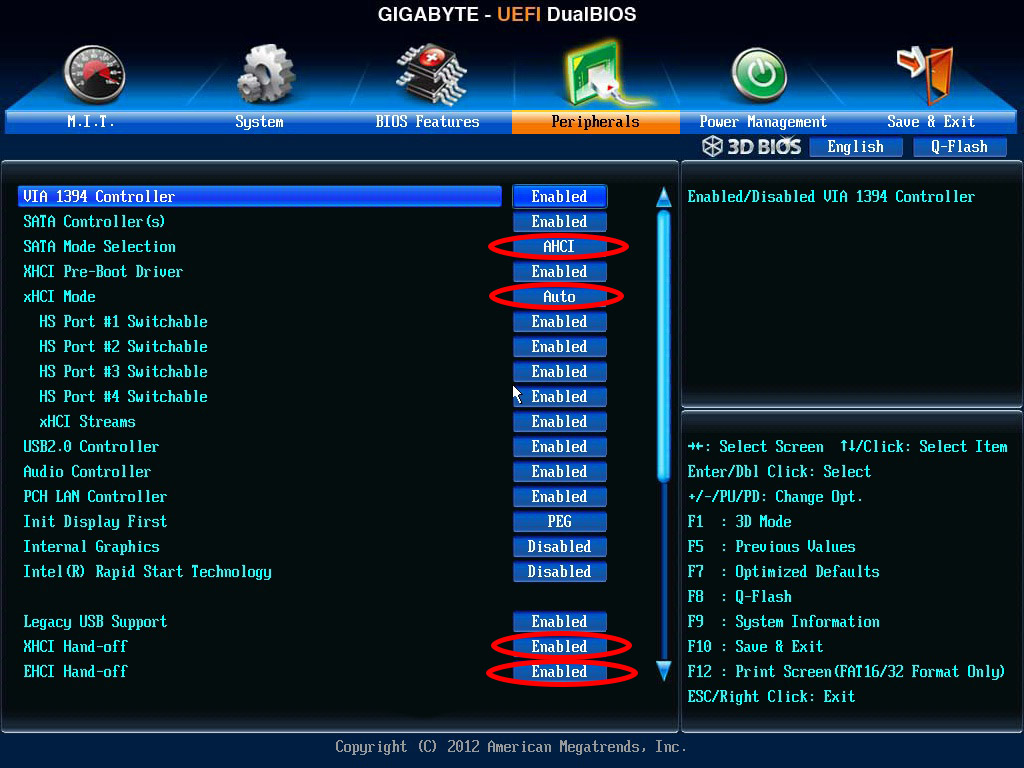 GIGABYTE - UEFI DualBIOS
M.I.T. System BIOS Features Peripherals Power Management Save & Exit
3D BIOS English Q-Flash
VIA 1394 Controller Enabled
SATA Controller(s) Enabled
SATA Mode Selection AHCI
XHCI Pre-Boot Driver Enabled
xHCI Mode Auto
HS Port #1 Switchable Enabled
HS Port #2 Switchable Enabled
HS Port #3 Switchable Enabled
HS Port #4 Switchable Enabled
xHCI Streams Enabled
USB2.0 Controller Enabled
Audio Controller Enabled
PCH LAN Controller Enabled
Init Display First PEG
Internal Graphics Disabled
Intel(R) Rapid Start Technology Disabled
Legacy USB Support Enabled
XHCI Hand-off Enabled
EHCI Hand-off Enabled
Enabled/Disabled VIA 1394 Controller
→←: Select Screen ↑↓/Click: Select Item
Enter/Dbl Click: Select
+/-/PU/PD: Change Opt.
F1 : 3D Mode
F5 : Previous Values
F7 : Optimized Defaults
F8 : Q-Flash
F9 : System Information
F10 : Save & Exit
F12 : Print Screen(FAT16/32 Format Only)
ESC/Right Click: Exit
Copyright (C) 2012 American Megatrends, Inc.